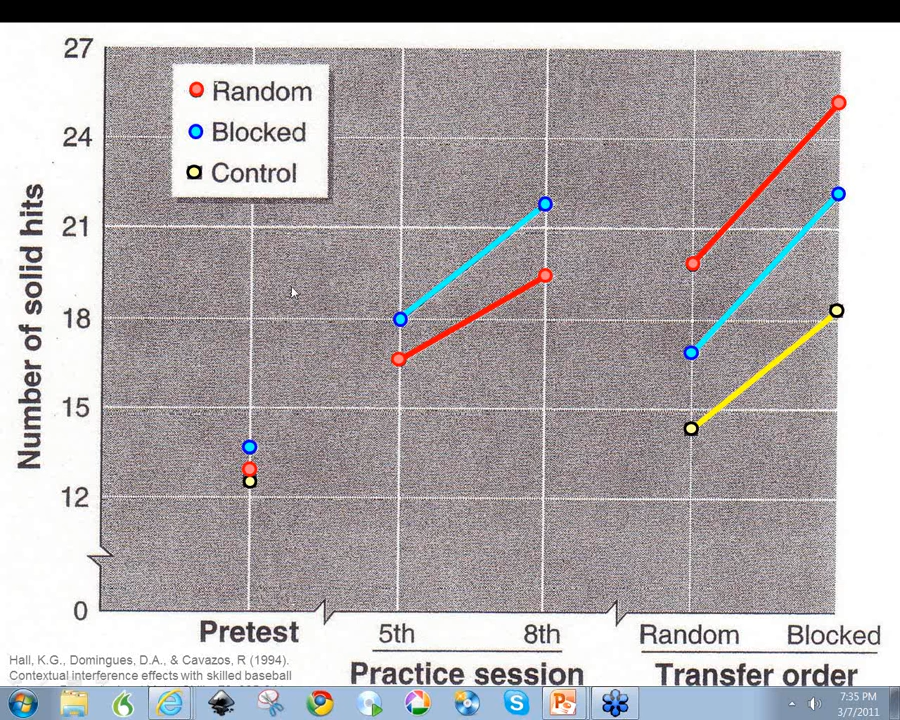 27
Random
24
Blocked
Control
21
18
15
12
0
Number of solid hits
Pretest
5th
8th
Random
Blocked
Practice session
Transfer order
Hall, K.G., Domingues, D.A., & Cavazos, R (1994).
Contextual interference effects with skilled baseball
7:35 PM
3/7/2011